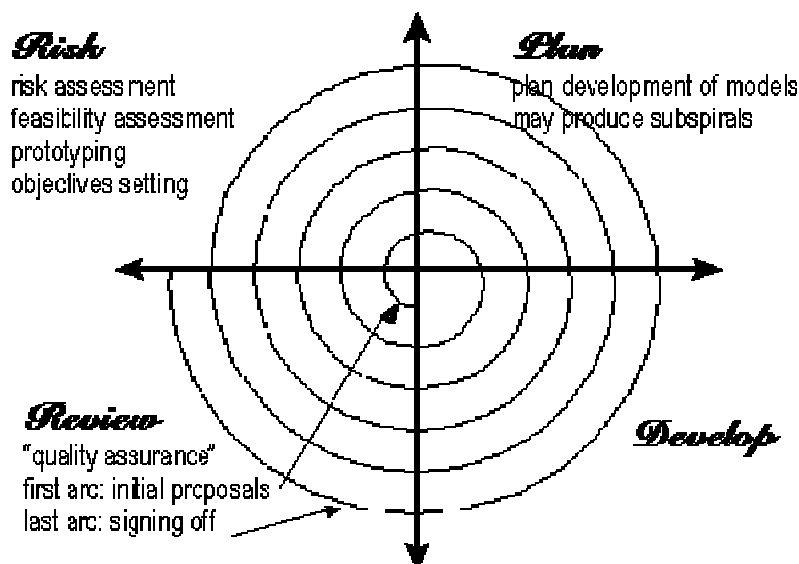 Risk
risk assessment
feasibility assessment
prototyping
objectives setting
Plan
plan development of models
may produce subspirals
Review
"quality assurance"
first arc: initial proposals
last arc: signing off
Develop